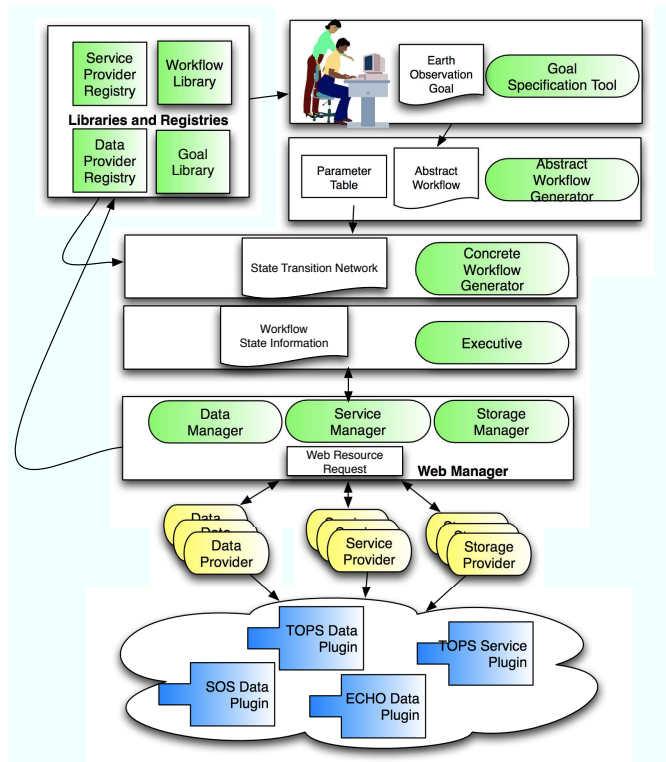 Service
Provider
Registry
Workflow
Library
Libraries and Registries
Data
Provider
Registry
Goal
Library
Earth
Observation
Goal
Goal
Specification Tool
Parameter
Table
Abstract
Workflow
Abstract
Workflow
Generator
State Transition Network
Concrete
Workflow
Generator
Workflow
State Information
Executive
Data
Manager
Service
Manager
Storage
Manager
Web Resource
Request
Web Manager
Data
Data
Data
Provider
Service
Provider
Storage
Provider
TOPS Data
Plugin
TOPS Service
Plugin
SOS Data
Plugin
ECHO Data
Plugin